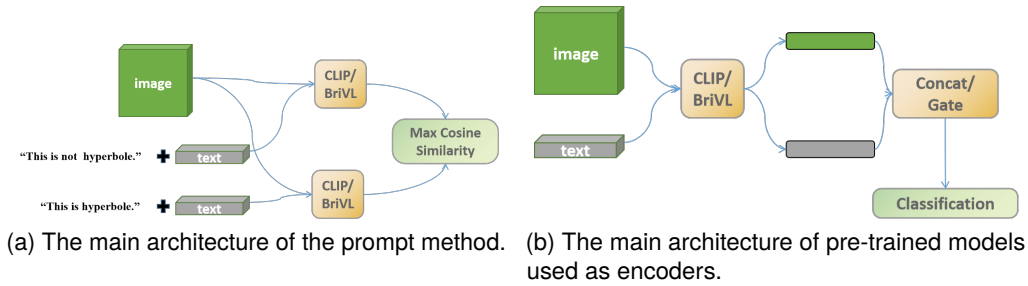 image
CLIP/
BriVL
Max Cosine
Similarity
“This is not hyperbole.”
text
“This is hyperbole.”
text
CLIP/
BriVL
(a) The main architecture of the prompt method.
image
text
CLIP/
BriVL
Concat/
Gate
Classification
(b) The main architecture of pre-trained models
used as encoders.